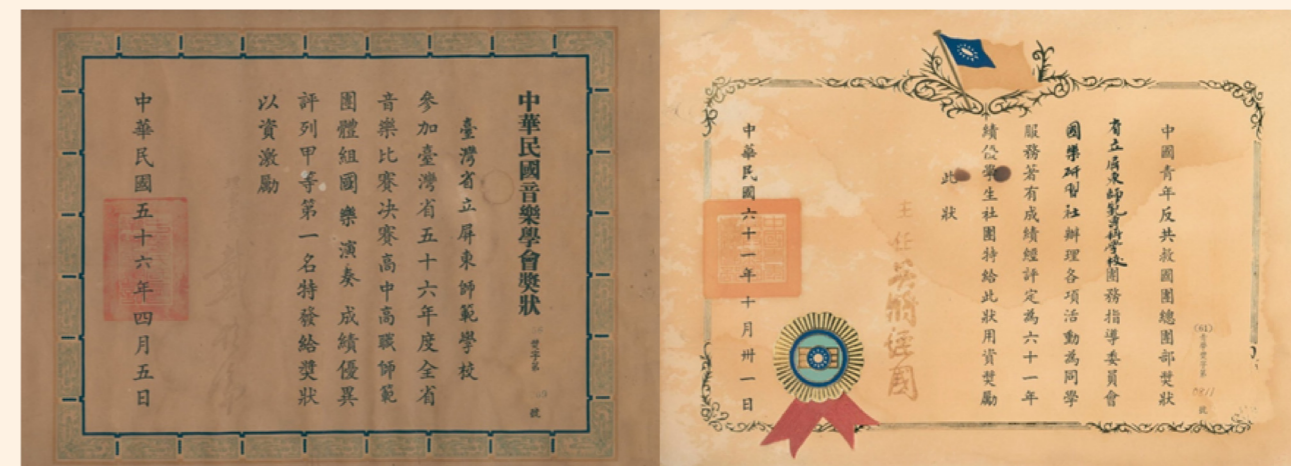 中華民國音樂學會獎狀
獎字第
號
臺灣省立屏東師範學校
參加臺灣省五十六年度全省
音樂比賽決賽高中高職師範
團體組國樂演奏成績優異
評列甲等第一名特發給獎狀
以資激勵
中華民國五十六年四月五日
中國青年反共救國團總團部獎狀
(61)
0811
號
省立屏東師範專科學校團務指導委員會
國樂研習社辦理各項活動為同學
服務著有成績經評定為六十一年
績優學生社團特給此狀用資獎勵
此狀
主任
中華民國六十一年十月卅一日